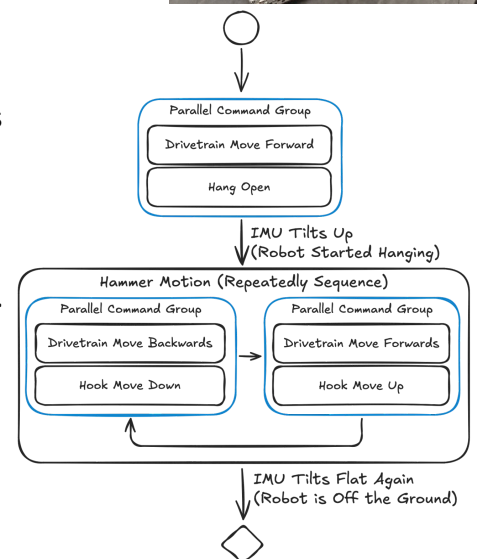 Parallel Command Group
Drivetrain Move Forward
Hang Open
IMU Tilts Up
(Robot Started Hanging)
Hammer Motion (Repeatedly Sequence)
Parallel Command Group
Drivetrain Move Backwards
Hook Move Down
Parallel Command Group
Drivetrain Move Forwards
Hook Move Up
IMU Tilts Flat Again
(Robot is Off the Ground)